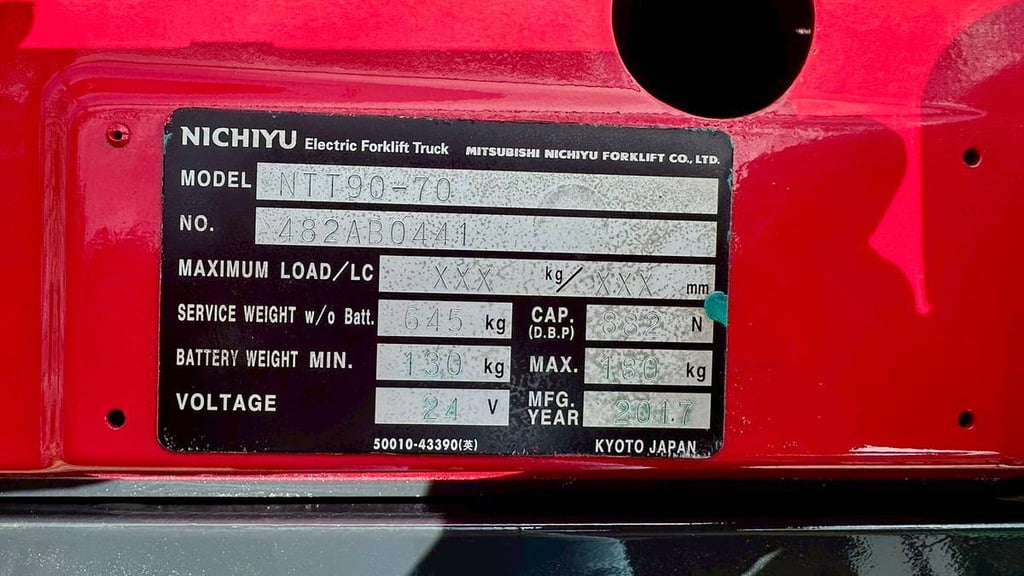 NICHIYU Electric Forklift Truck MITSUBISHI NICHIYU FORKLIFT CO., LTD.
MODEL NTT90-70
NO. 482AB0441
MAXIMUM LOAD/LC XXX kg/ XXX mm
SERVICE WEIGHT w/o Batt. 645 kg CAP. (D.B.P) 882 N
BATTERY WEIGHT MIN. 130 kg MAX. kg
VOLTAGE 24 V MFG. YEAR 2017
50010-43390(英) KYOTO JAPAN